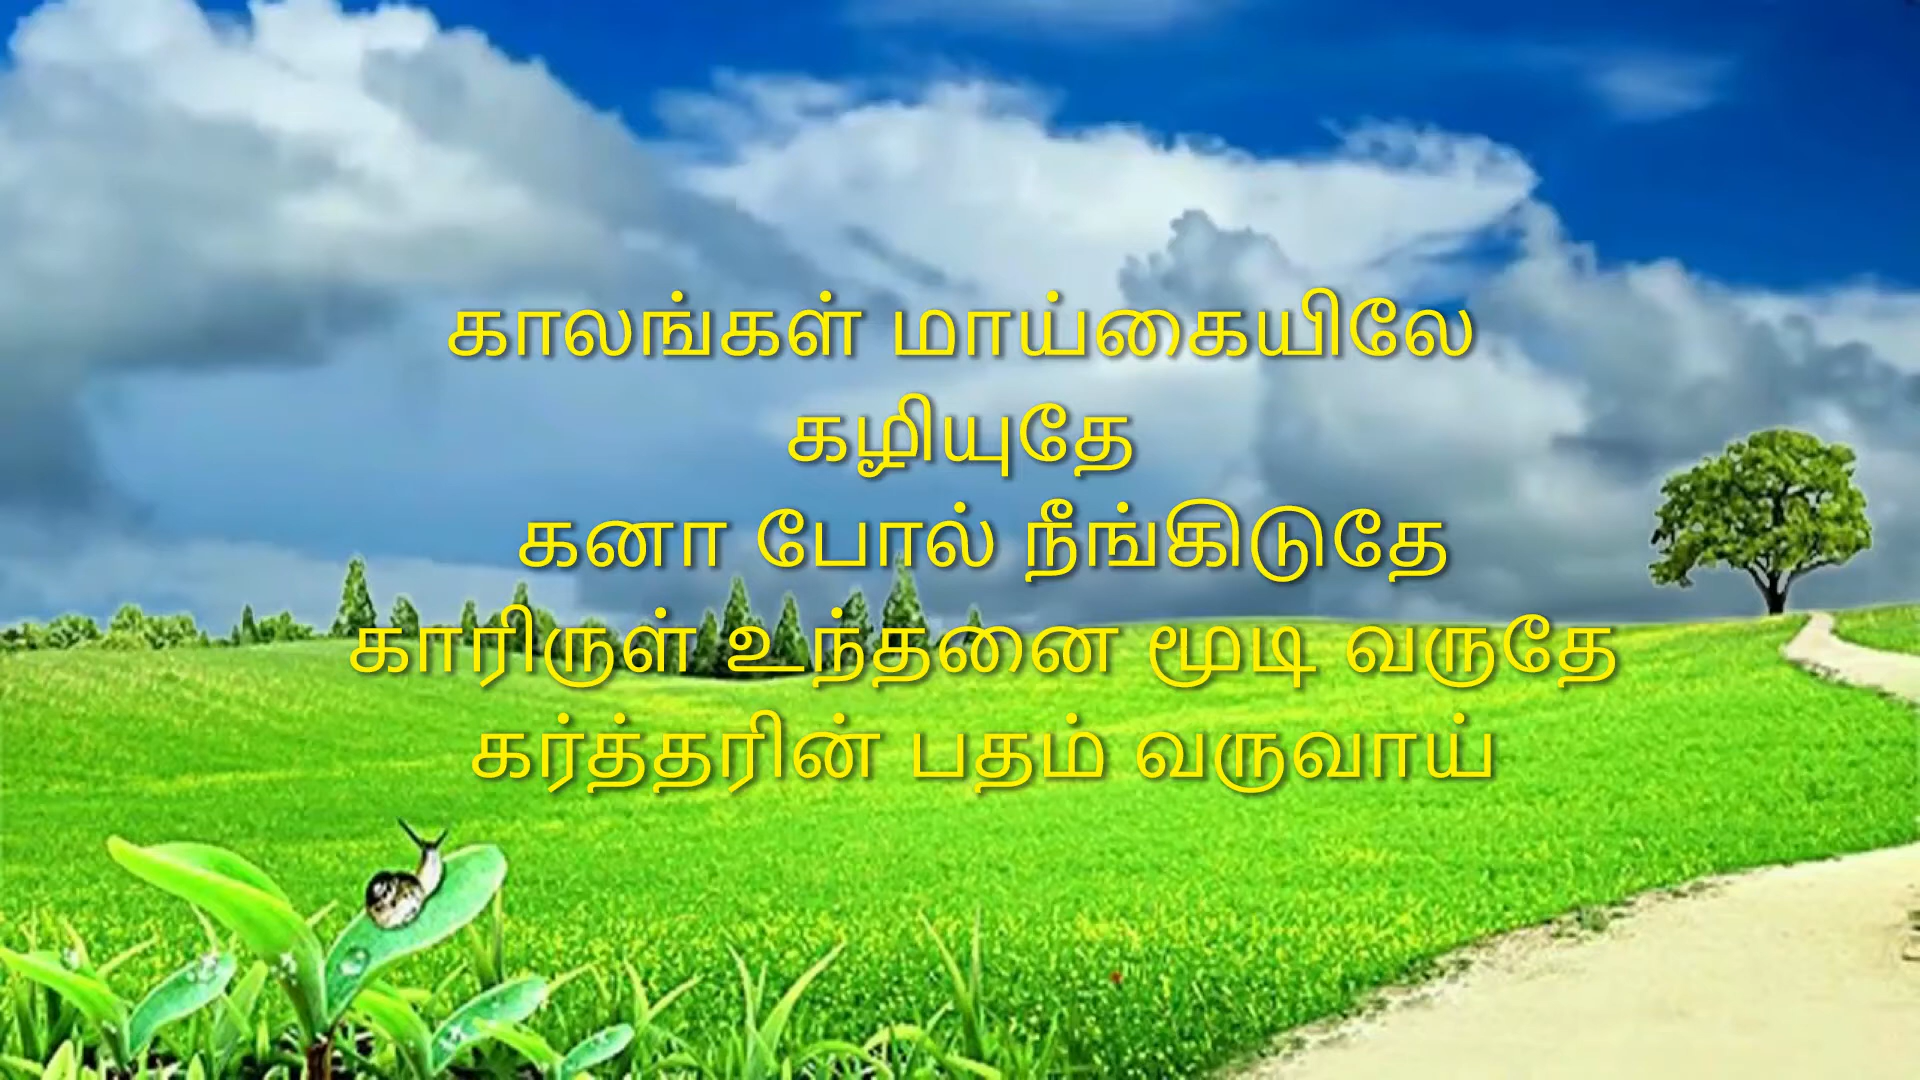 காலங்கள் மாய்கையிலே
கழியுதே
கனா போல் நீங்கிடுதே
காரிருள் உந்தனை மூடி வருதே
கர்த்தரின் பதம் வருவாய்